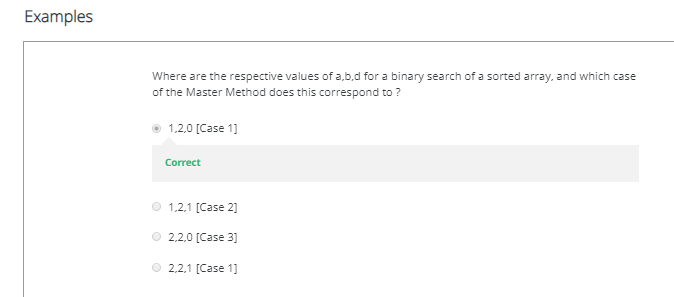 Examples
Where are the respective values of a,b,d for a binary search of a sorted array, and which case
of the Master Method does this correspond to ?
1,2,0 [Case 1]
Correct
1,2,1 [Case 2]
2,2,0 [Case 3]
2,2,1 [Case 1]